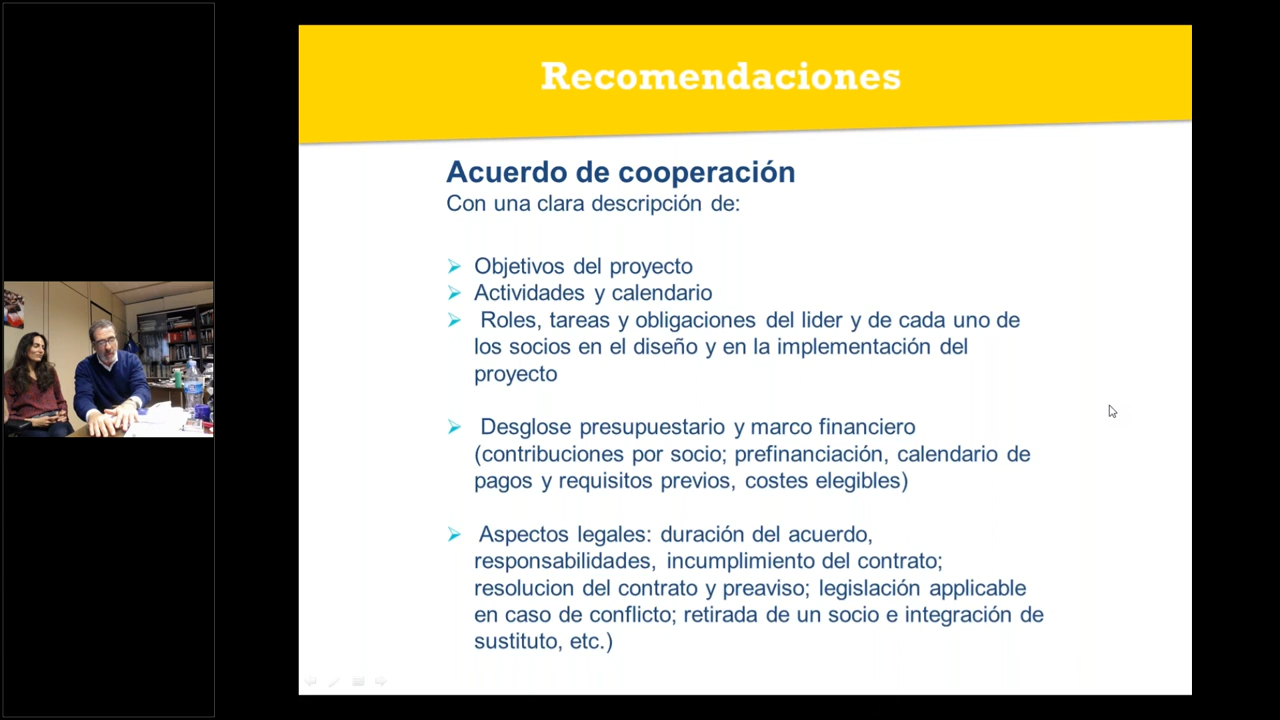 Recomendaciones
Acuerdo de cooperación
Con una clara descripción de:
Objetivos del proyecto
Actividades y calendario
Roles, tareas y obligaciones del lider y de cada uno de
los socios en el diseño y en la implementación del
proyecto
Desglose presupuestario y marco financiero
(contribuciones por socio; prefinanciación, calendario de
pagos y requisitos previos, costes elegibles)
Aspectos legales: duración del acuerdo,
responsabilidades, incumplimiento del contrato;
resolucion del contrato y preaviso; legislación applicable
en caso de conflicto; retirada de un socio e integración de
sustituto, etc.)